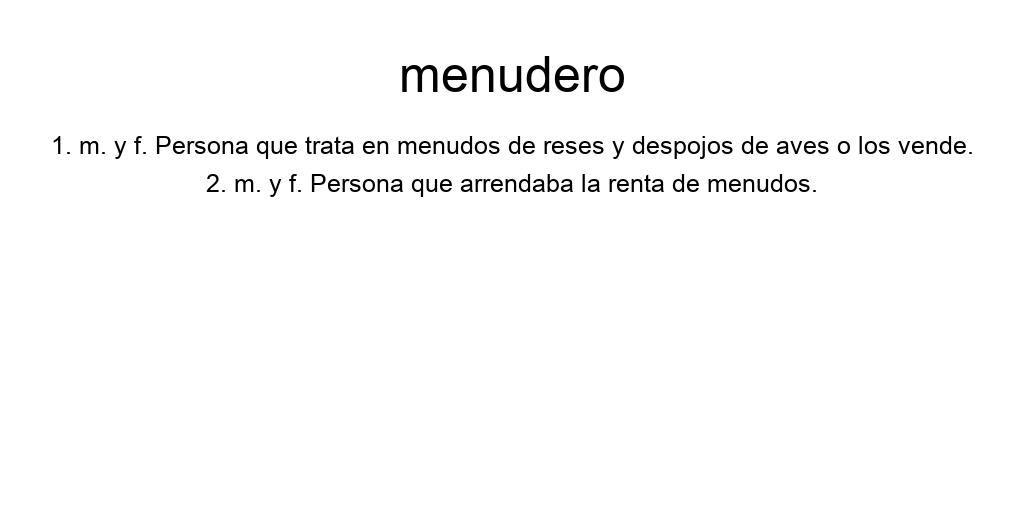 menudero
1. m. y f. Persona que trata en menudos de reses y despojos de aves o los vende.
2. m. y f. Persona que arrendaba la renta de menudos.